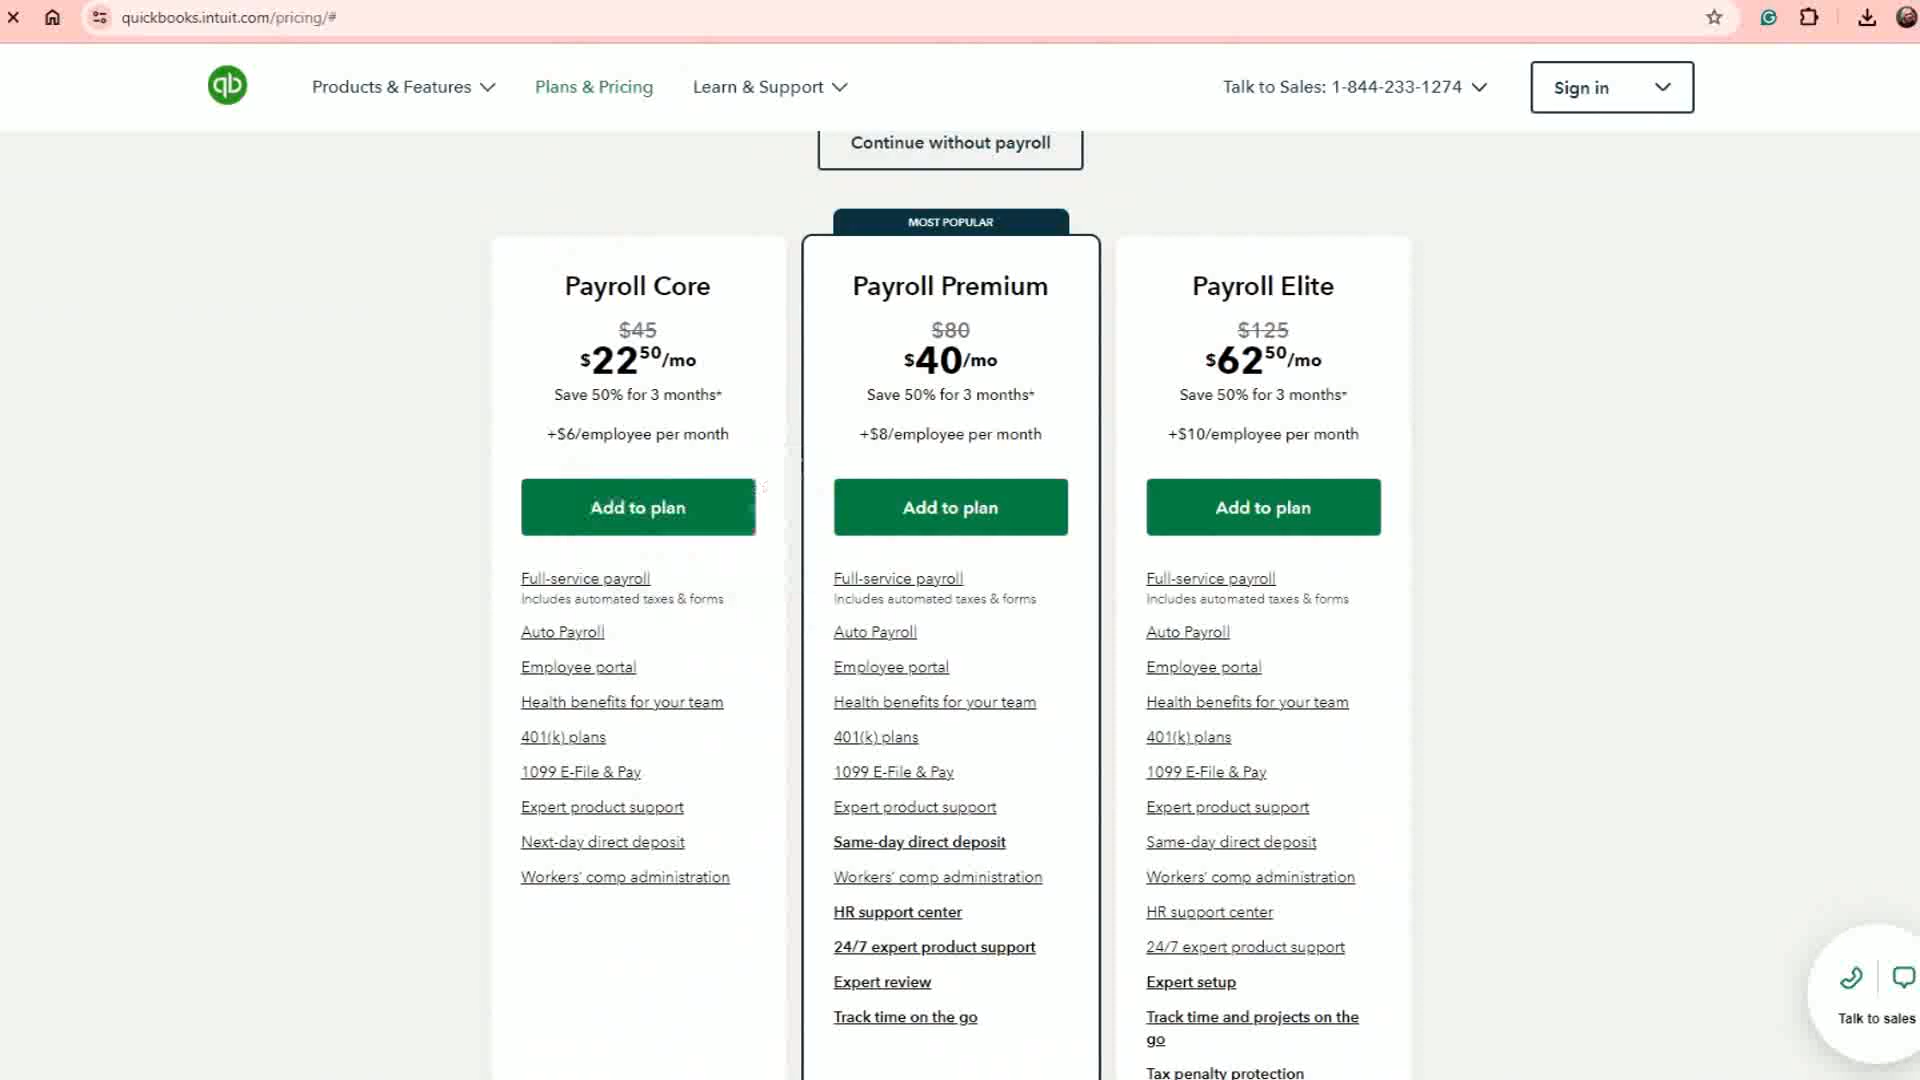 quickbooks.intuit.com/pricing/#
qb
Products & Features
Plans & Pricing
Learn & Support
Talk to Sales: 1-844-233-1274
Sign in
Continue without payroll
MOST POPULAR
Payroll Core
$45
$22 50/mo
Save 50% for 3 months*
+$6/employee per month
Add to plan
Full-service payroll
Includes automated taxes & forms
Auto Payroll
Employee portal
Health benefits for your team
401(k) plans
1099 E-File & Pay
Expert product support
Next-day direct deposit
Workers' comp administration
Payroll Premium
$80
$40/mo
Save 50% for 3 months*
+$8/employee per month
Add to plan
Full-service payroll
Includes automated taxes & forms
Auto Payroll
Employee portal
Health benefits for your team
401(k) plans
1099 E-File & Pay
Expert product support
Same-day direct deposit
Workers' comp administration
HR support center
24/7 expert product support
Expert review
Track time on the go
Payroll Elite
$125
$62 50/mo
Save 50% for 3 months*
+$10/employee per month
Add to plan
Full-service payroll
Includes automated taxes & forms
Auto Payroll
Employee portal
Health benefits for your team
401(k) plans
1099 E-File & Pay
Expert product support
Same-day direct deposit
Workers' comp administration
HR support center
24/7 expert product support
Expert setup
Track time and projects on the
go
Tax penalty protection
Talk to sales